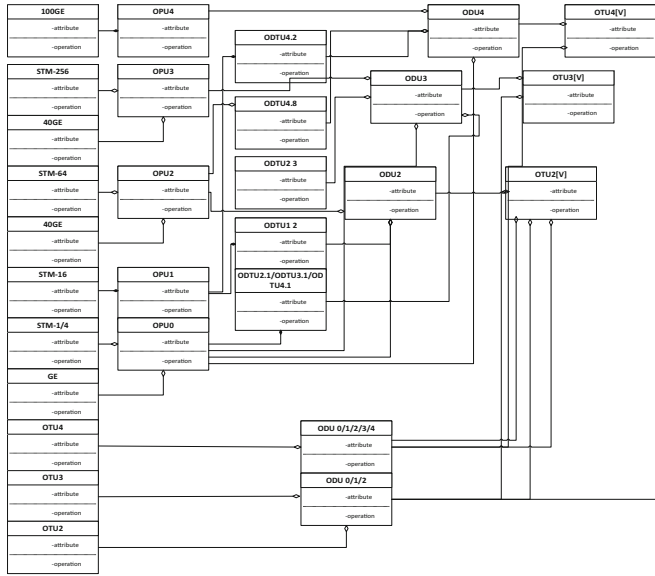 100GE
-attribute
-operation
STM-256
-attribute
-operation
40GE
-attribute
-operation
STM-64
-attribute
-operation
40GE
-attribute
-operation
STM-16
-attribute
-operation
STM-1/4
-attribute
-operation
GE
-attribute
-operation
OTU4
-attribute
-operation
OTU3
-attribute
-operation
OTU2
-attribute
-operation
OPU4
-attribute
-operation
OPU3
-attribute
-operation
OPU2
-attribute
-operation
OPU1
-attribute
-operation
OPU0
-attribute
-operation
ODTU4.2
-attribute
-operation
ODTU4.8
-attribute
-operation
ODTU2 3
-attribute
-operation
ODTU1 2
-attribute
-operation
ODTU2.1/ODTU3.1/OD
TU4.1
-attribute
-operation
ODU 0/1/2/3/4
-attribute
-operation
ODU 0/1/2
-attribute
-operation
ODU4
-attribute
-operation
ODU3
-attribute
-operation
ODU2
-attribute
-operation
OTU4[V]
-attribute
-operation
OTU3[V]
-attribute
-operation
OTU2[V]
-attribute
-operation